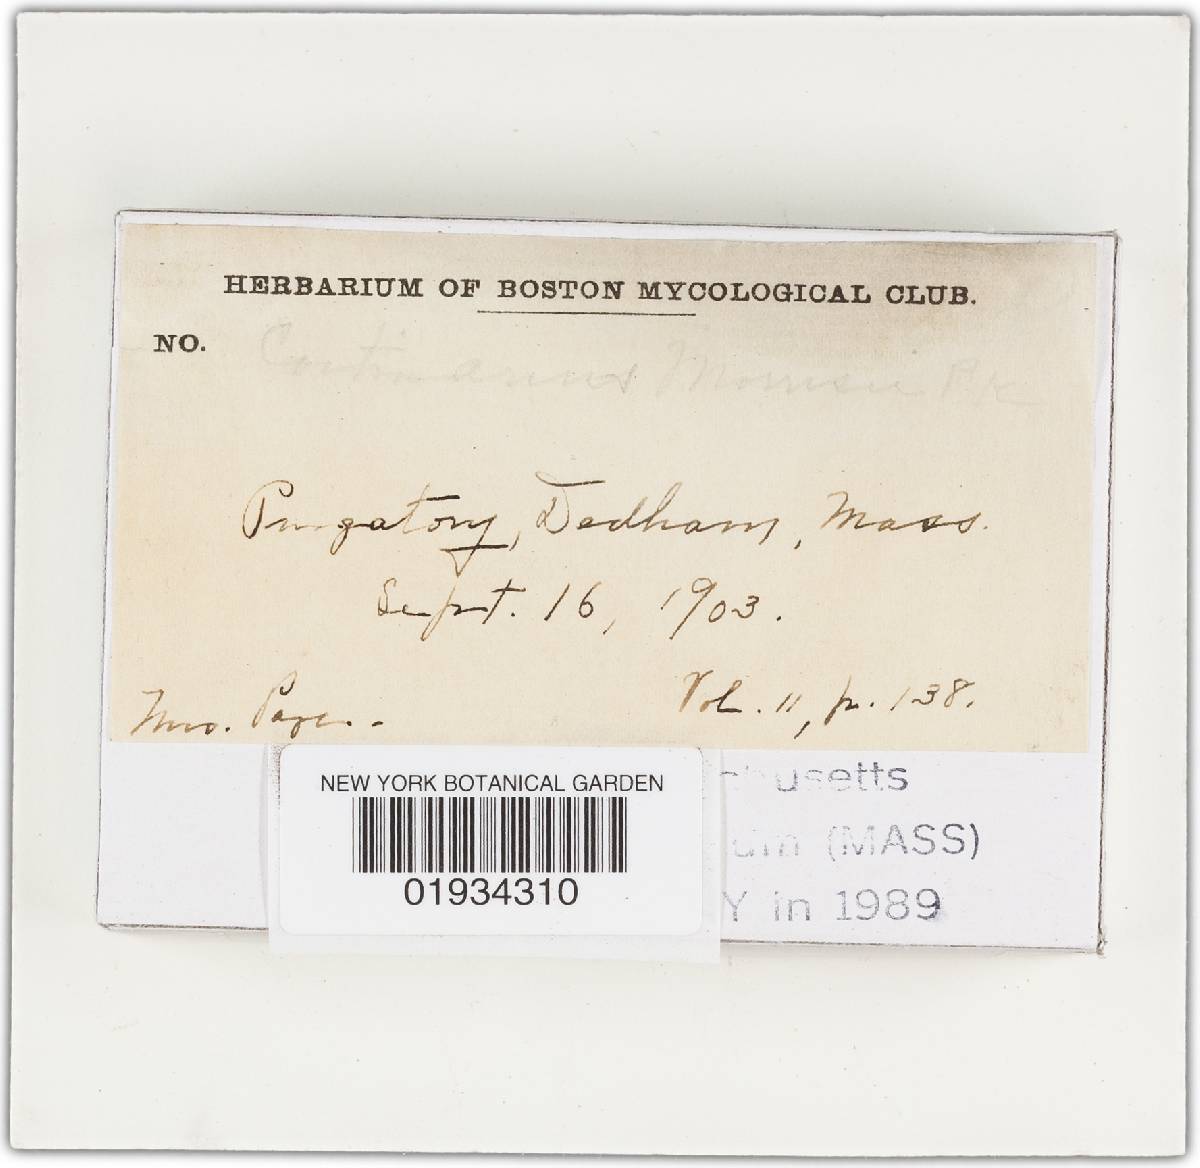 HERBARIUM OF BOSTON MYCOLOGICAL CLUB.
NO. Cortinarius Morrisii Pk
Purgatory, Dedham, Mass.
Sept. 16, 1903.
Mrs. Page. Vol. 11, p. 138.
chusetts
(MASS)
Y in 1989
NEW YORK BOTANICAL GARDEN
01934310